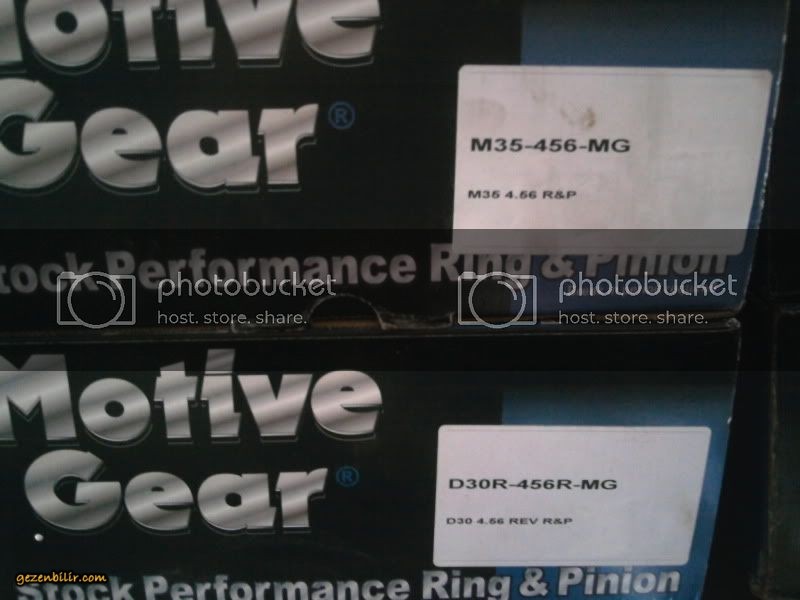 Motive
Gear®
M35-456-MG
M35 4.56 R&P
Stock Performance Ring & Pinion
photobucket
host. store. share.
photobucket
host. store. share.
Motive
Gear®
D30R-456R-MG
D30 4.56 REV R&P
Stock Performance Ring & Pinion
gezenbilir.com